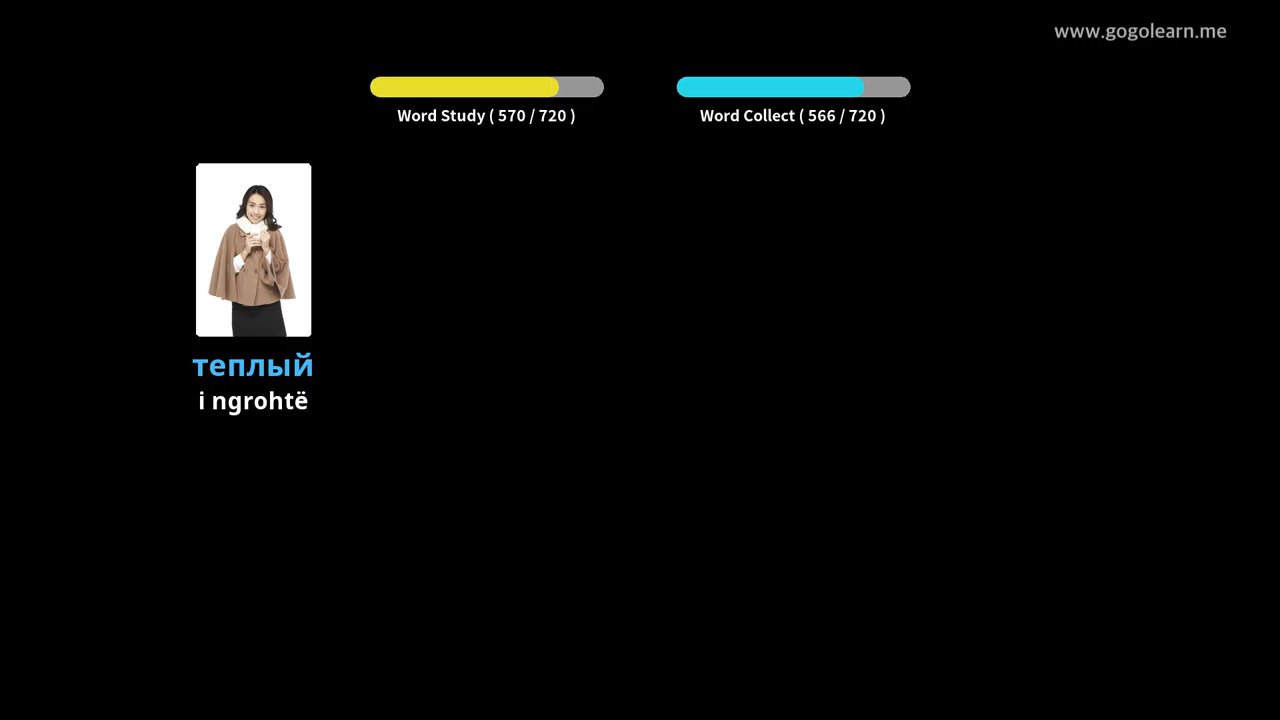 www.gogolearn.me
Word Study ( 570 / 720 )
Word Collect ( 566 / 720 )
теплый
i ngrohtë